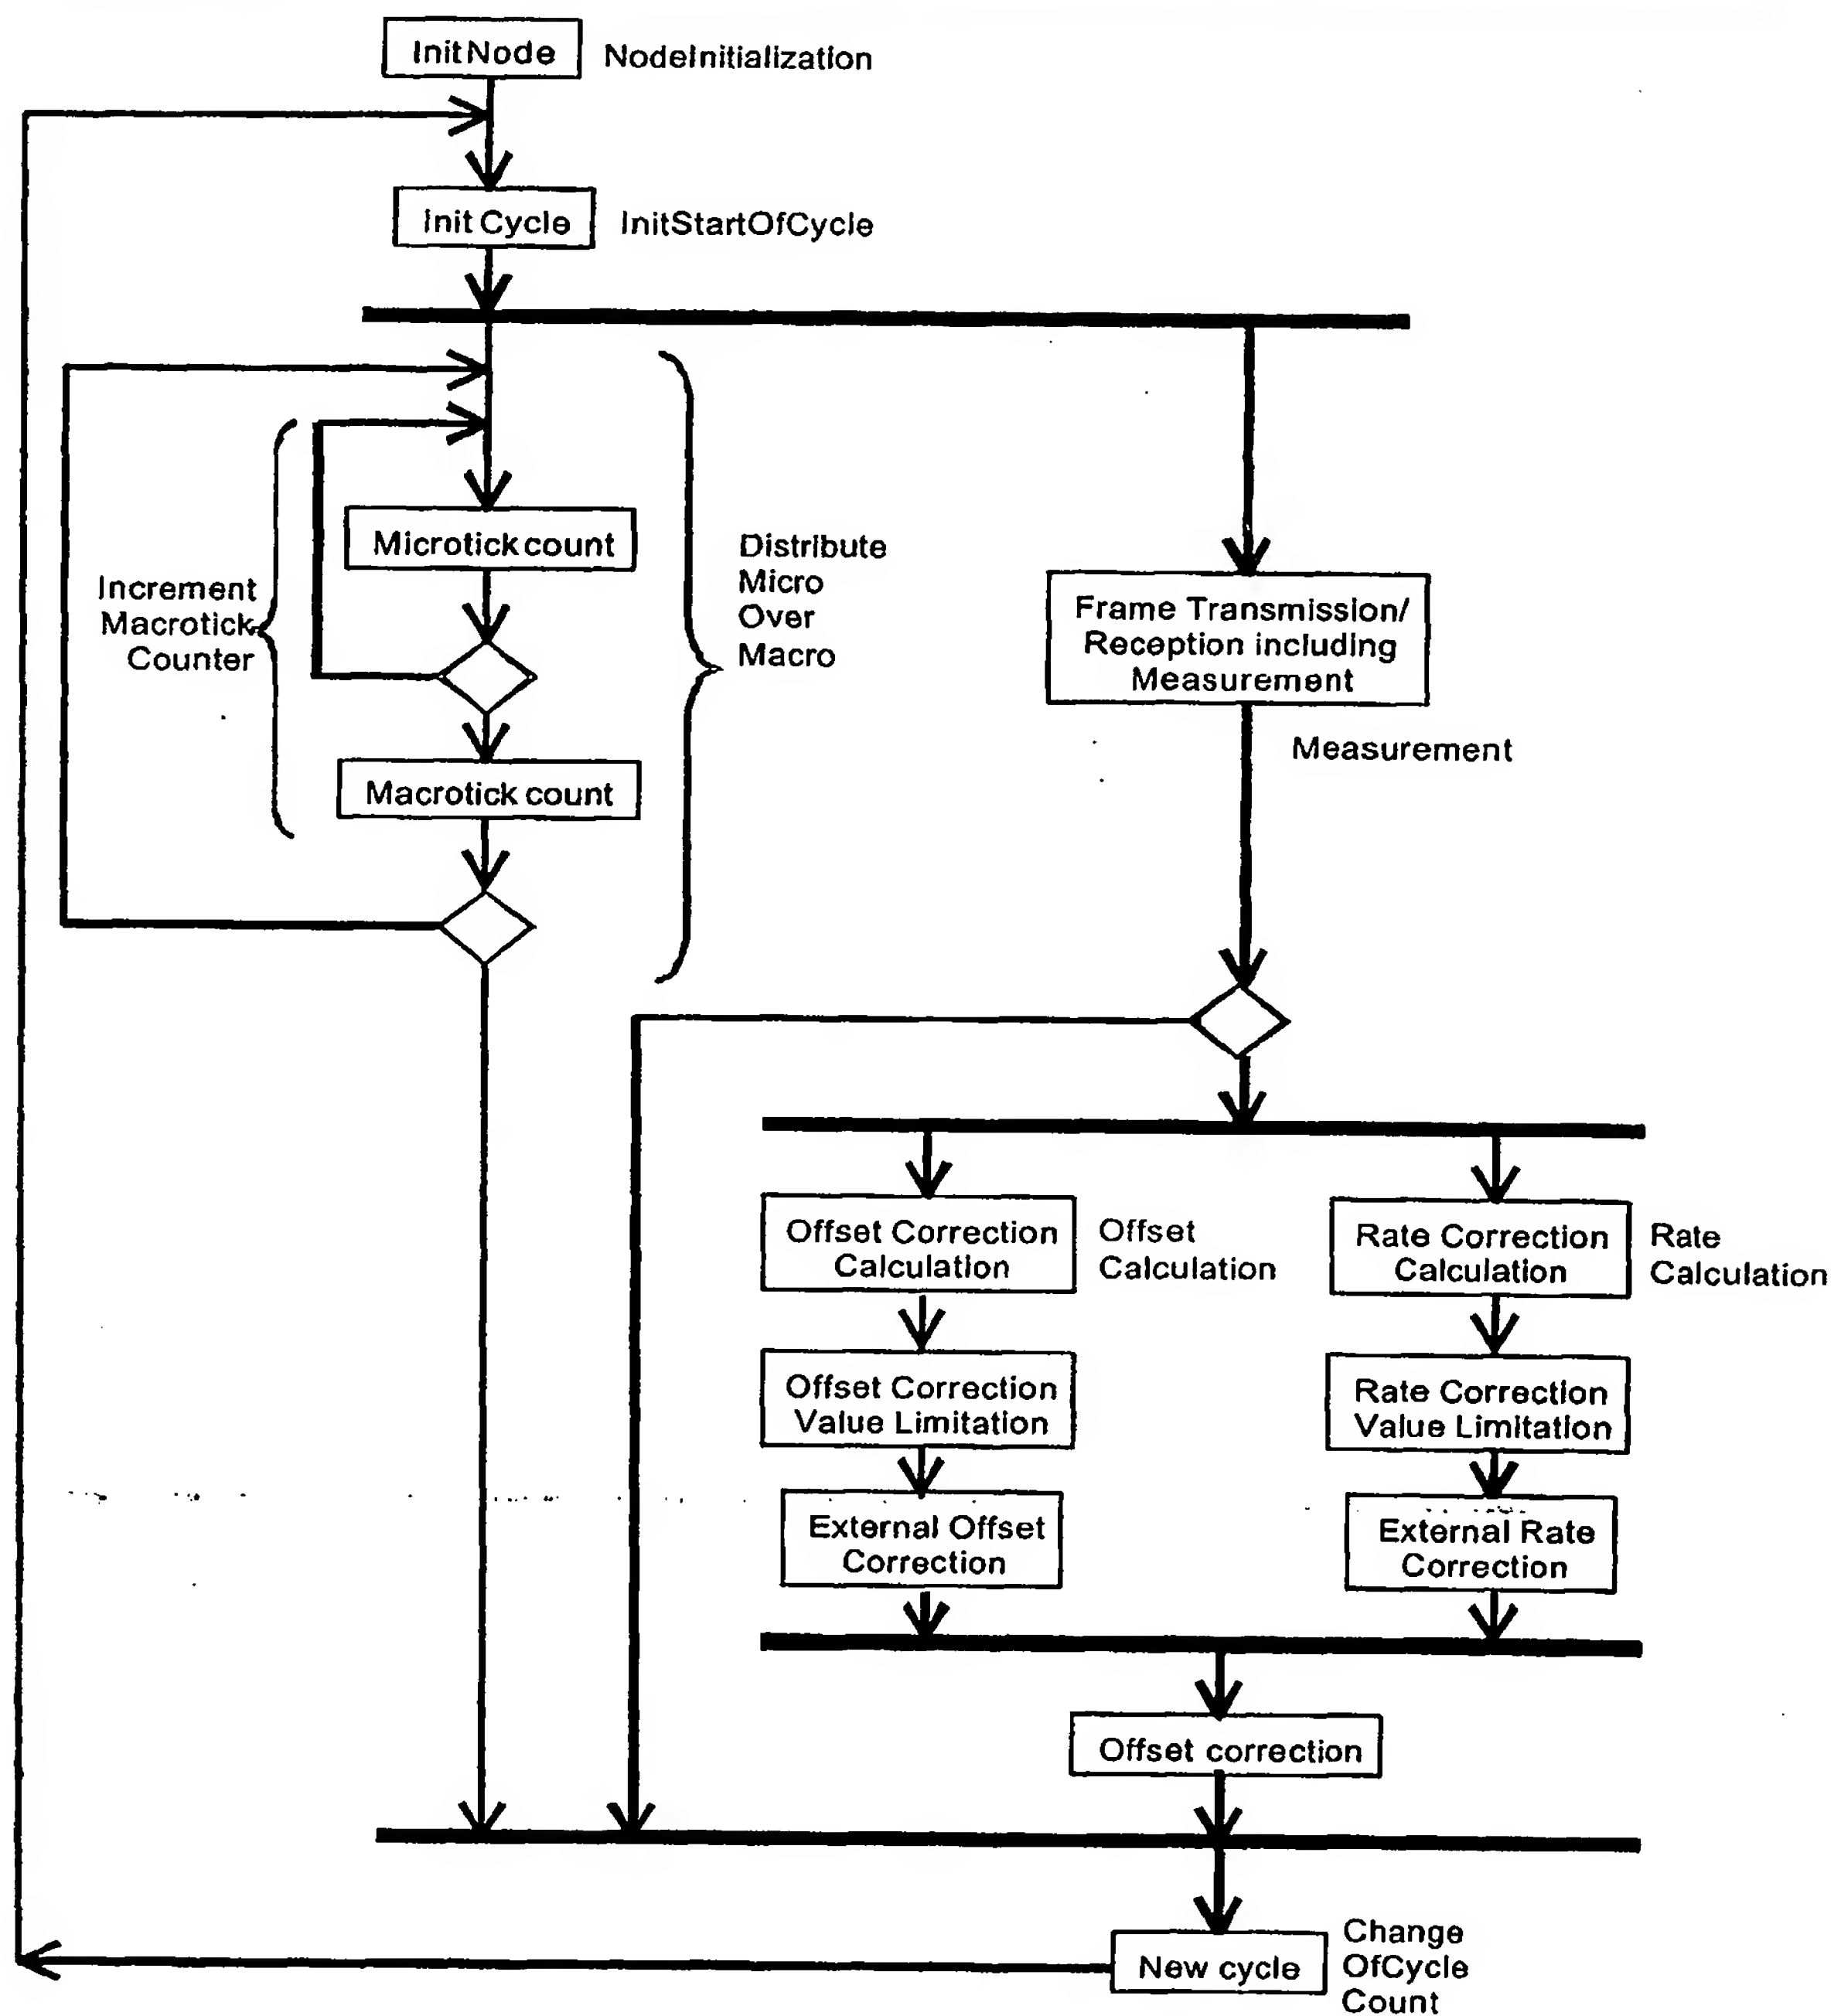 InitNode
NodeInitialization
Init Cycle
InitStartOfCycle
Microtick count
Distribute
Micro
Over
Macro
Increment
Macrotick
Counter
Frame Transmission/
Reception including
Measurement
Measurement
Macrotick count
Offset Correction
Calculation
Offset
Calculation
Rate Correction
Calculation
Rate
Calculation
Offset Correction
Value Limitation
Rate Correction
Value Limitation
External Offset
Correction
External Rate
Correction
Offset correction
New cycle
Change
OfCycle
Count